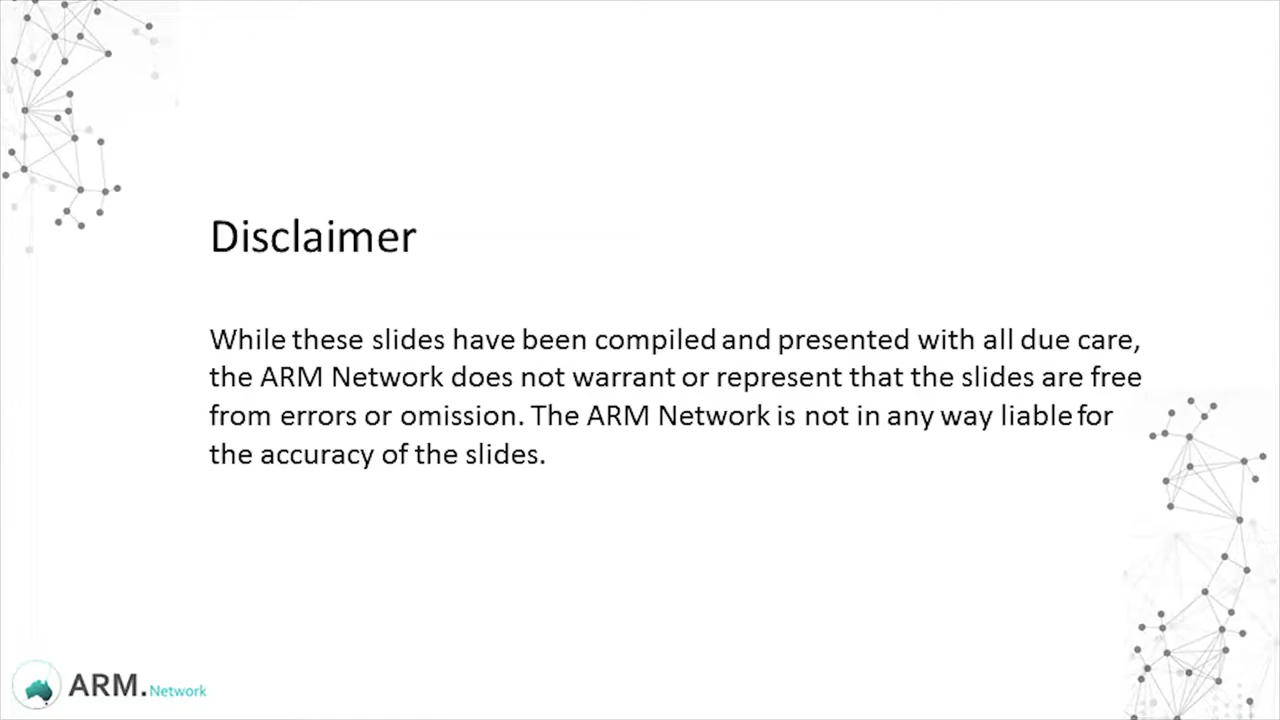 Disclaimer
While these slides have been compiled and presented with all due care,
the ARM Network does not warrant or represent that the slides are free
from errors or omission. The ARM Network is not in any way liable for
the accuracy of the slides.
ARM. Network